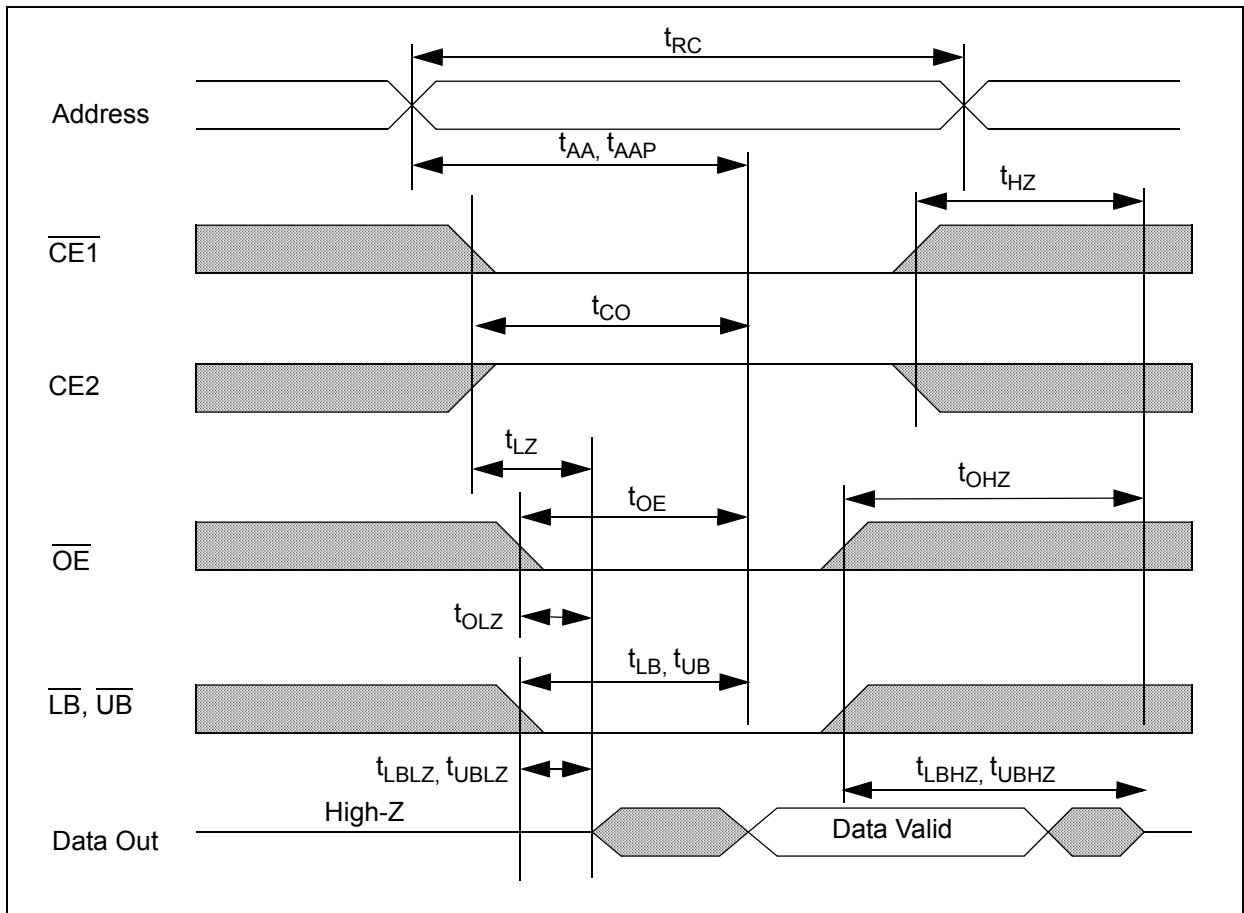 tRC
Address
tAA, tAAP
tHZ
CE1
tCO
CE2
tLZ
tOHZ
tOE
OE
tOLZ
tLB, tUB
LB, UB
tLBLZ, tUBLZ
tLBHZ, tUBHZ
High-Z
Data Valid
Data Out